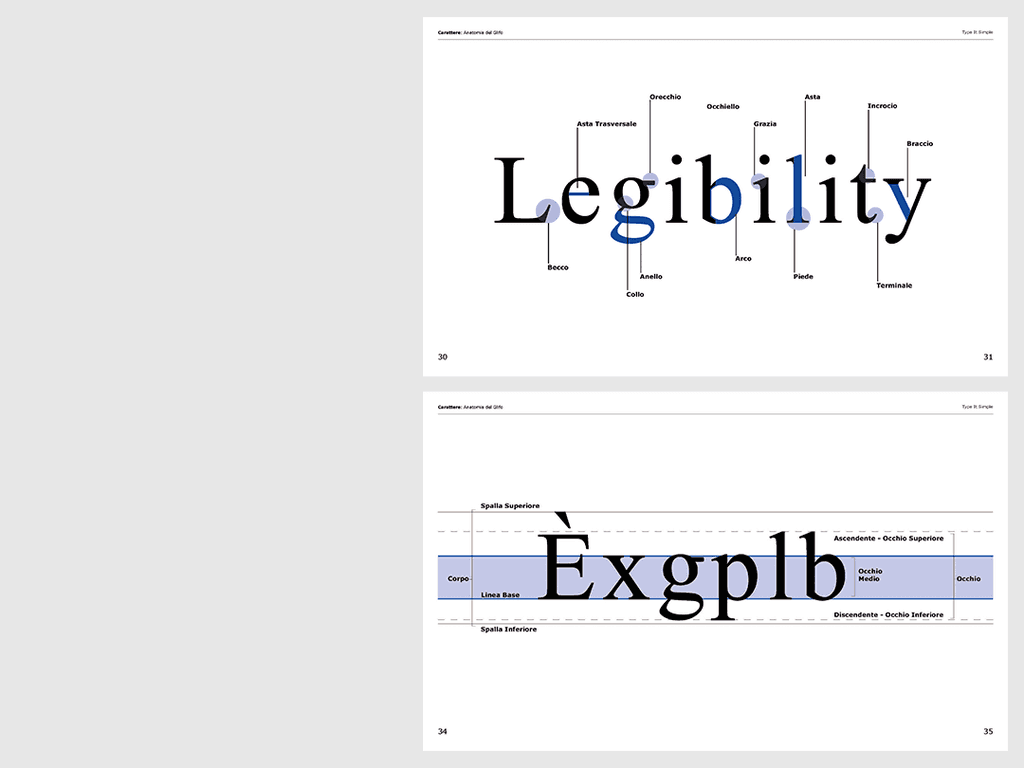 Carattere: Anatomia del Glifo
Type It Simple
Orecchio
Asta
Occhiello
Incrocio
Asta Trasversale
Grazia
Braccio
Legibility
Becco
Arco
Anello
Piede
Collo
Terminale
30
31
Carattere: Anatomia del Glifo
Type It Simple
Spalla Superiore
Èxgplb
Ascendente - Occhio Superiore
Corpo
Occhio
Medio
Occhio
Linea Base
Discendente - Occhio Inferiore
Spalla Inferiore
34
35